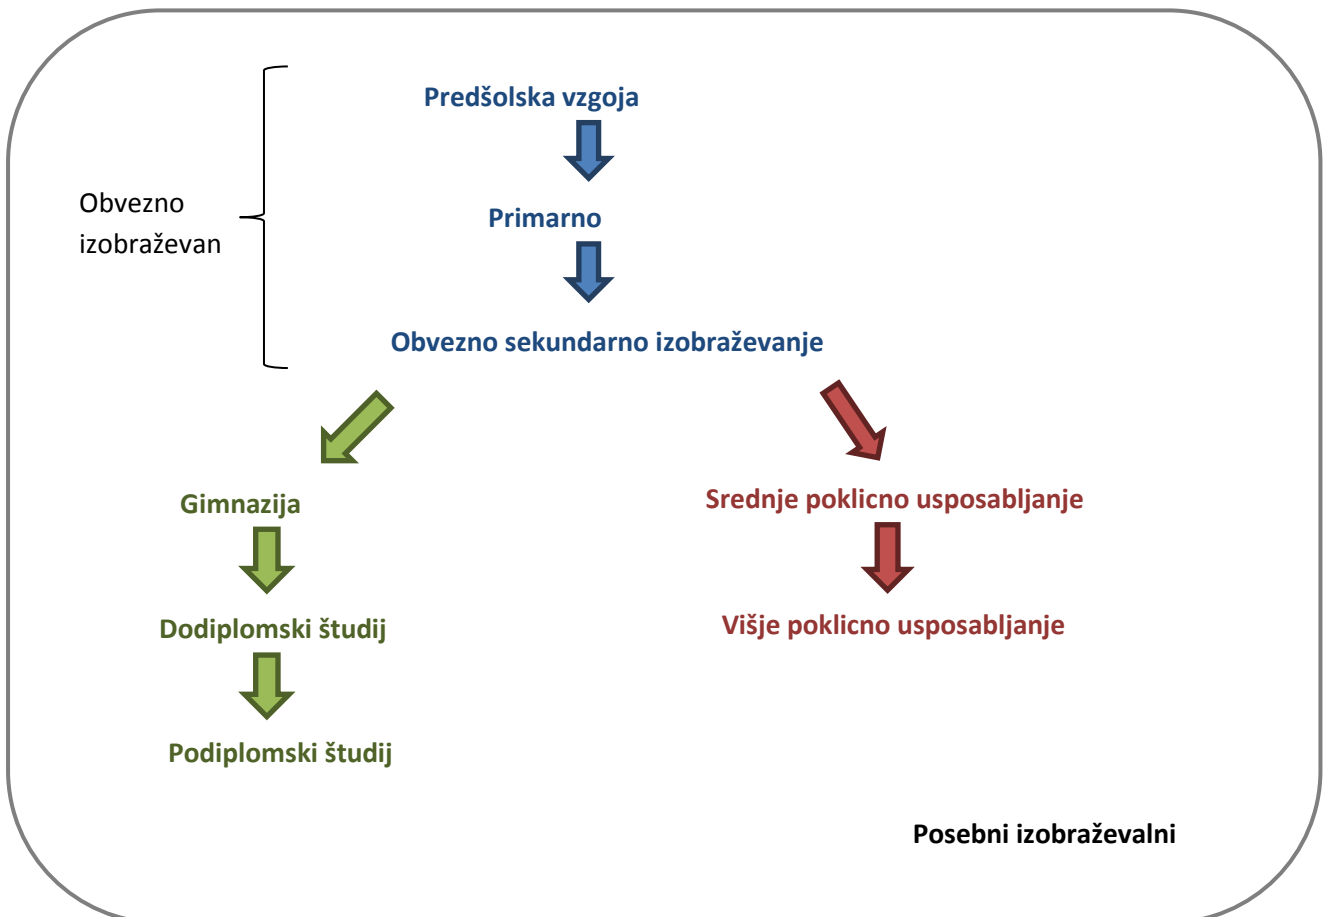 Predšolska vzgoja
Obvezno
izobraževan
Primarno
Obvezno sekundarno izobraževanje
Gimnazija
Srednje poklicno usposabljanje
Dodiplomski študij
Višje poklicno usposabljanje
Podiplomski študij
Posebni izobraževalni